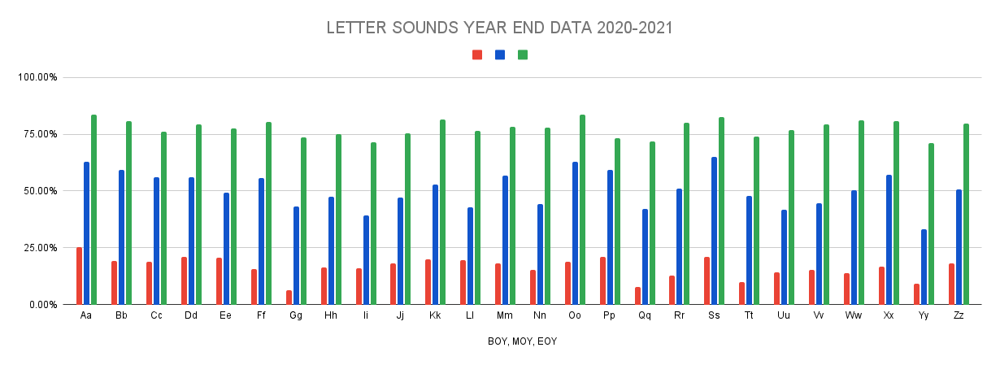 LETTER SOUNDS YEAR END DATA 2020-2021
100.00%
75.00%
50.00%
25.00%
0.00%
Aa Bb Cc Dd Ee Ff Gg Hh Ii Jj Kk Ll Mm Nn Oo Pp Qq Rr Ss Tt Uu Vv Ww Xx Yy Zz
BOY, MOY, EOY